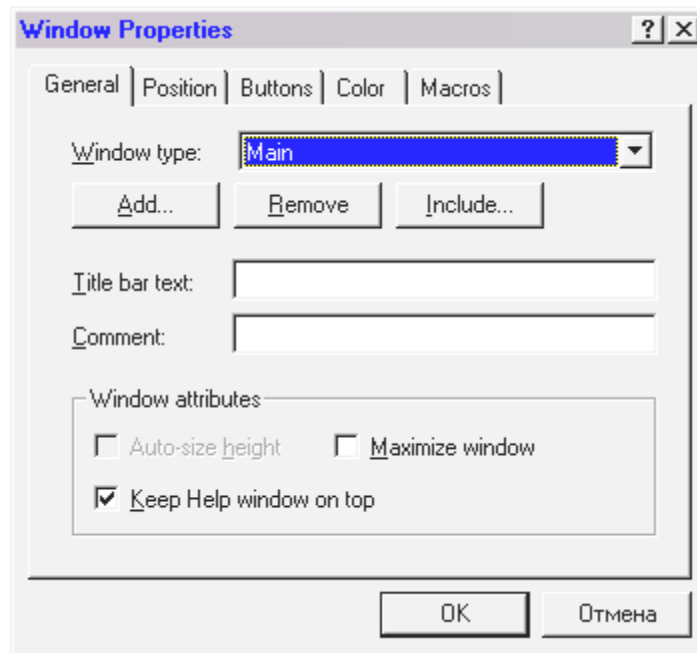 Window Properties
General Position Buttons Color Macros
Window type: Main
Add... Remove Include...
Title bar text:
Comment:
Window attributes
Auto-size height Maximize window
Keep Help window on top
OK Отмена